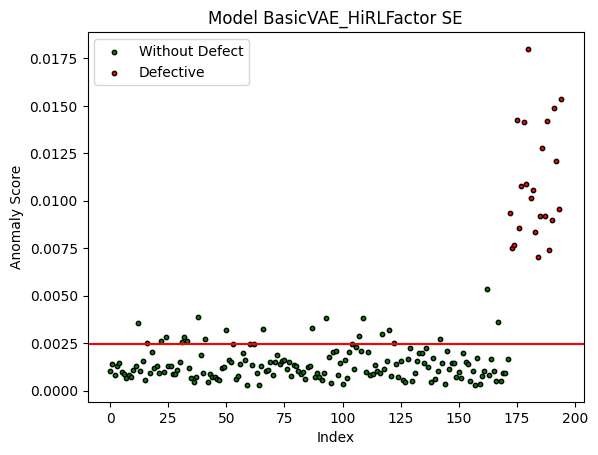 Model BasicVAE_HiRLFactor SE
Without Defect
Defective
0.0175
0.0150
0.0125
0.0100
0.0075
0.0050
0.0025
0.0000
Anomaly Score
0 25 50 75 100 125 150 175 200
Index